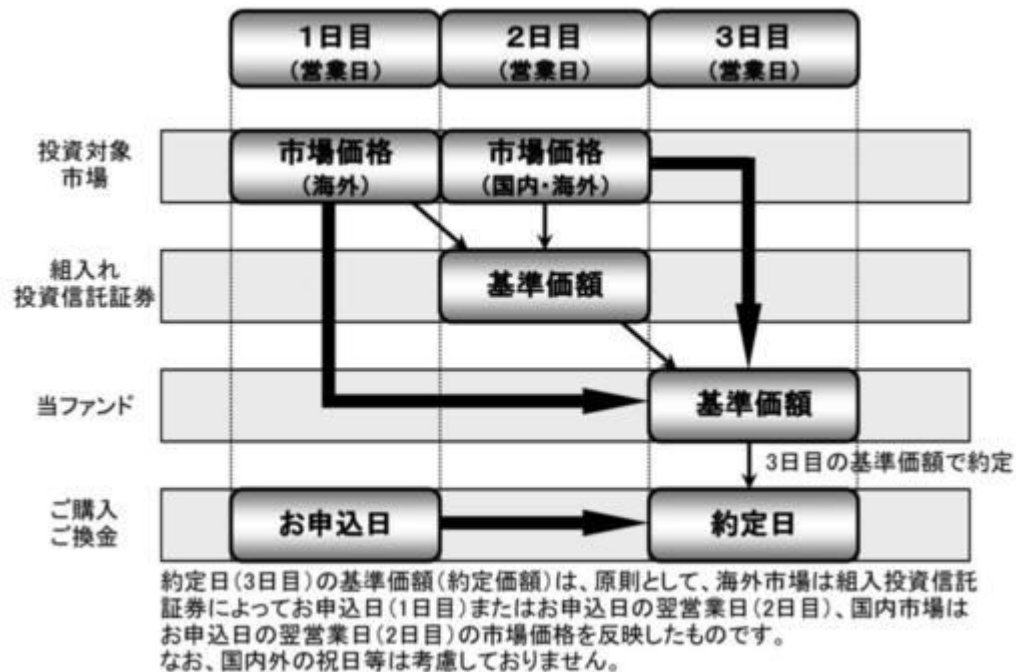 1日目
(営業日)
2日目
(営業日)
3日目
(営業日)
投資対象
市場
市場価格
(海外)
市場価格
(国内・海外)
組入れ
投資信託証券
基準価額
当ファンド
基準価額
3日目の基準価額で約定
ご購入
ご換金
お申込日
約定日
約定日(3日目)の基準価額(約定価額)は、原則として、海外市場は組入投資信託
証券によってお申込日(1日目)またはお申込日の翌営業日(2日目)、国内市場は
お申込日の翌営業日(2日目)の市場価格を反映したものです。
なお、国内外の祝日等は考慮しておりません。